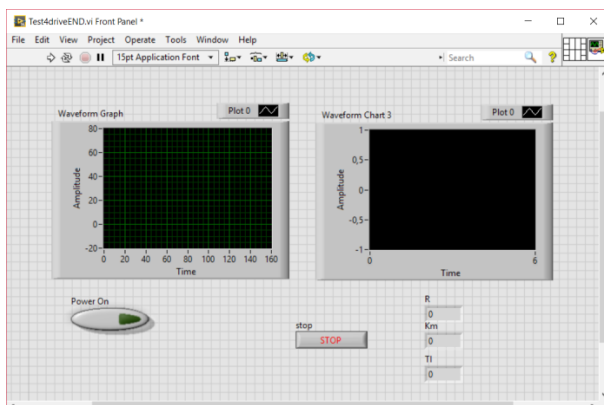 Test4driveEND.vi Front Panel *
File Edit View Project Operate Tools Window Help
15pt Application Font
Search
Waveform Graph
Plot 0
80
60
40
20
0
-20
Amplitude
0 20 40 60 80 100 120 140 160
Time
Waveform Chart 3
Plot 0
1
0,5
0
-0,5
-1
Amplitude
0 6
Time
Power On
stop
STOP
R
0
Km
0
TI
0